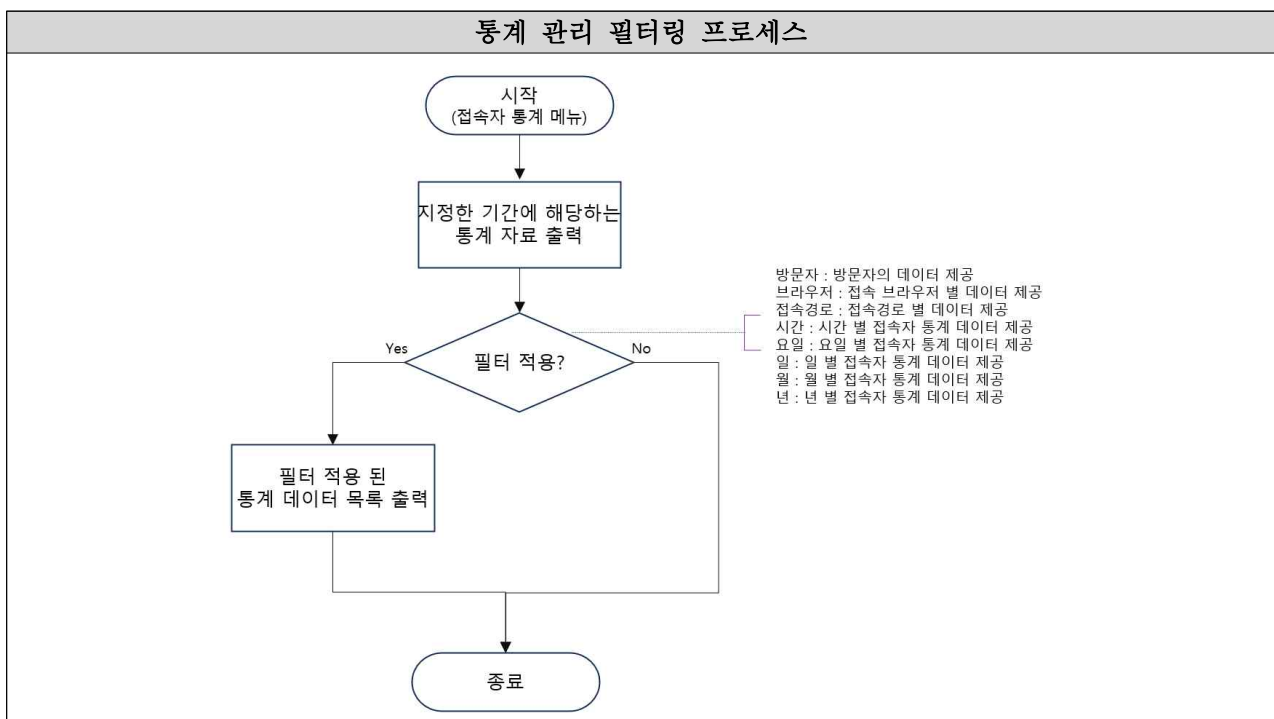 통계 관리 필터링 프로세스
시작
(접속자 통계 메뉴)
지정한 기간에 해당하는
통계 자료 출력
방문자 : 방문자의 데이터 제공
브라우저 : 접속 브라우저 별 데이터 제공
접속경로 : 접속경로 별 데이터 제공
시간 : 시간 별 접속자 통계 데이터 제공
요일 : 요일 별 접속자 통계 데이터 제공
일 : 일 별 접속자 통계 데이터 제공
월 : 월 별 접속자 통계 데이터 제공
년 : 년 별 접속자 통계 데이터 제공
Yes
필터 적용?
No
필터 적용 된
통계 데이터 목록 출력
종료